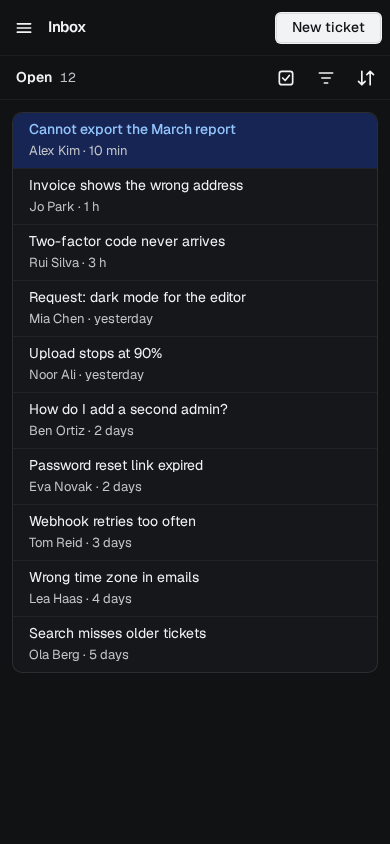 Inbox
New ticket
Open 12
Cannot export the March report
Alex Kim · 10 min
Invoice shows the wrong address
Jo Park · 1 h
Two-factor code never arrives
Rui Silva · 3 h
Request: dark mode for the editor
Mia Chen · yesterday
Upload stops at 90%
Noor Ali · yesterday
How do I add a second admin?
Ben Ortiz · 2 days
Password reset link expired
Eva Novak · 2 days
Webhook retries too often
Tom Reid · 3 days
Wrong time zone in emails
Lea Haas · 4 days
Search misses older tickets
Ola Berg · 5 days